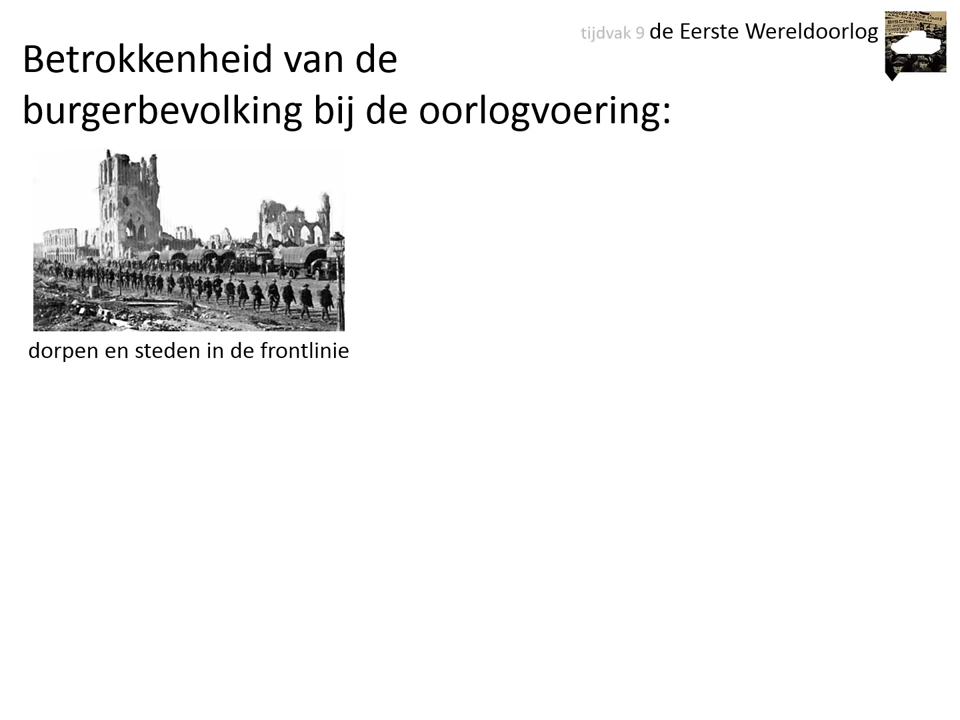 tijdvak 9 de Eerste Wereldoorlog
Betrokkenheid van de
burgerbevolking bij de oorlogvoering:
dorpen en steden in de frontlinie